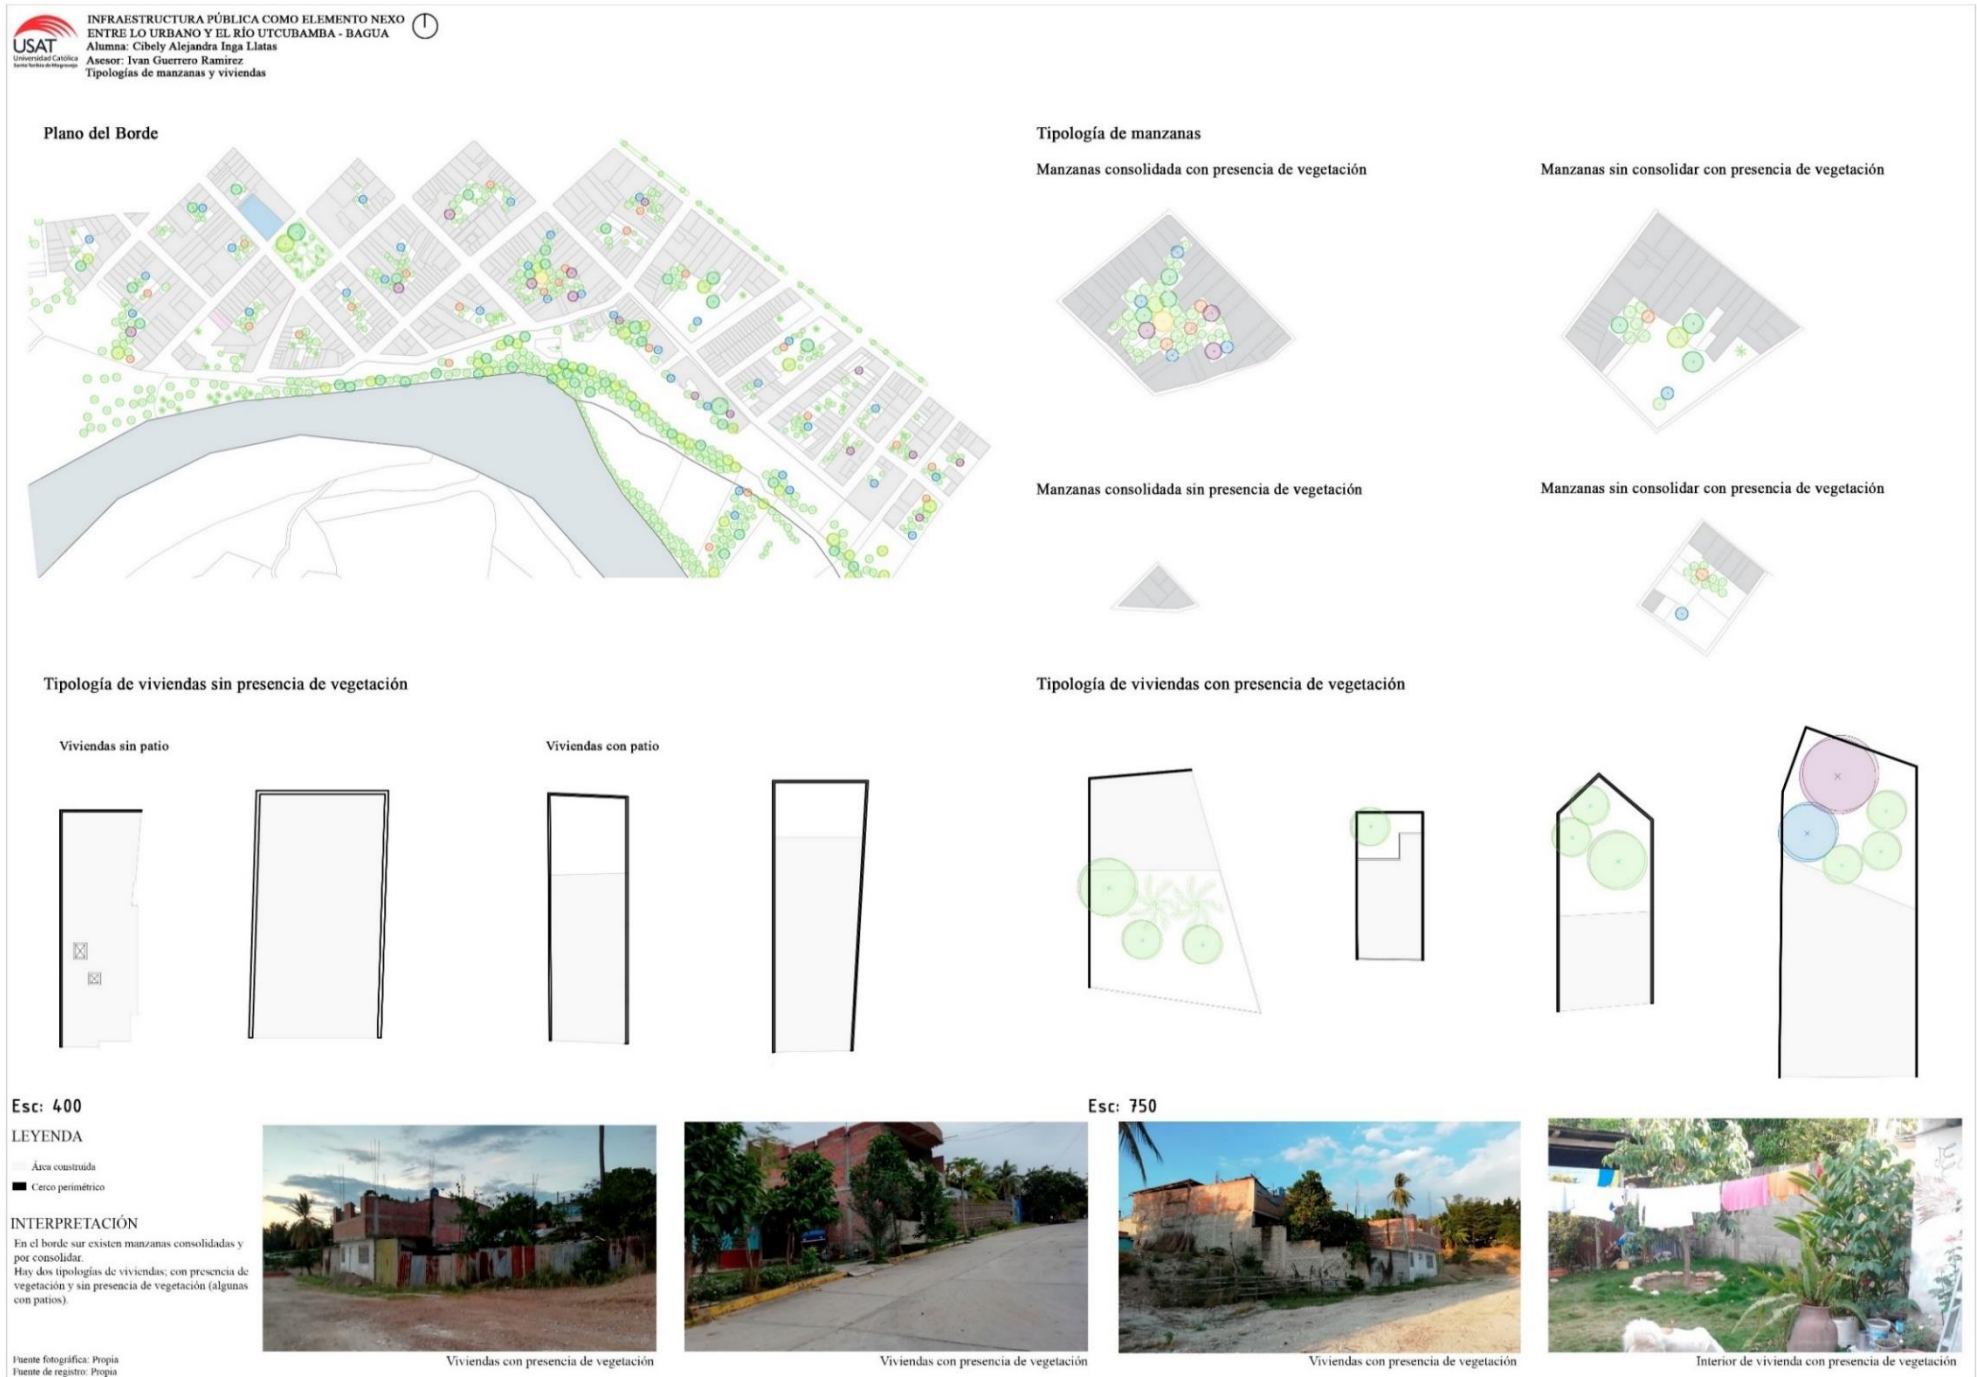 USAT
Universidad Católica
Santo Toribio de Mogrovejo
INFRAESTRUCTURA PÚBLICA COMO ELEMENTO NEXO
ENTRE LO URBANO Y EL RÍO UTCUBAMBA - BAGUA
Alumna: Cibely Alejandra Inga Llatas
Asesor: Ivan Guerrero Ramirez
Tipologías de manzanas y viviendas
Plano del Borde
Tipología de manzanas
Manzanas consolidada con presencia de vegetación
Manzanas sin consolidar con presencia de vegetación
Manzanas consolidada sin presencia de vegetación
Manzanas sin consolidar con presencia de vegetación
Tipología de viviendas sin presencia de vegetación
Tipología de viviendas con presencia de vegetación
Viviendas sin patio
Viviendas con patio
Esc: 400
Esc: 750
LEYENDA
Área construida
Cerco perimétrico
INTERPRETACIÓN
En el borde sur existen manzanas consolidadas y
por consolidar.
Hay dos tipologías de viviendas; con presencia de
vegetación y sin presencia de vegetación (algunas
con patios).
Fuente fotográfica: Propia
Fuente de registro: Propia
Viviendas con presencia de vegetación
Viviendas con presencia de vegetación
Viviendas con presencia de vegetación
Interior de vivienda con presencia de vegetación